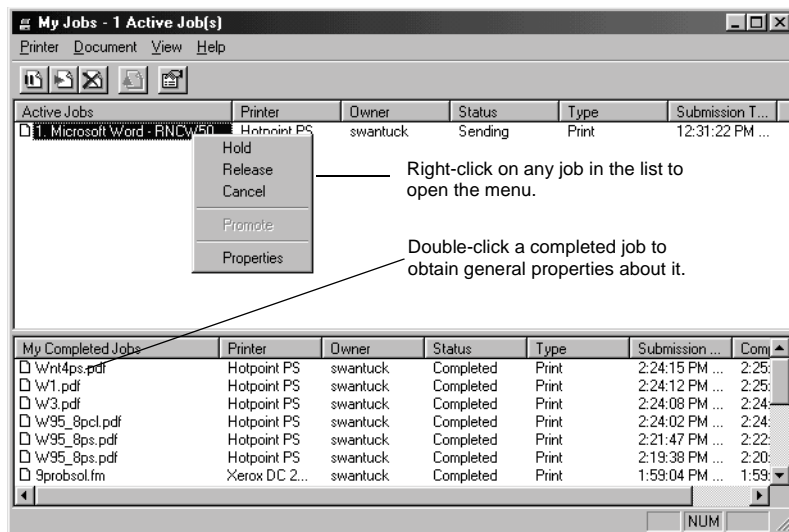 My Jobs - 1 Active Job(s)
Printer Document View Help
Active Jobs Printer Owner Status Type Submission T...
1. Microsoft Word - RNCW50... Hotpoint PS swantuck Sending Print 12:31:22 PM ...
Hold
Release
Cancel
Promote
Properties
Right-click on any job in the list to
open the menu.
Double-click a completed job to
obtain general properties about it.
My Completed Jobs Printer Owner Status Type Submission ...
Wnt4ps.pdf Hotpoint PS swantuck Completed Print 2:24:15 PM ... 2:25:
W1.pdf Hotpoint PS swantuck Completed Print 2:24:12 PM ... 2:25:
W3.pdf Hotpoint PS swantuck Completed Print 2:24:08 PM ... 2:24:
W95_8pcl.pdf Hotpoint PS swantuck Completed Print 2:24:02 PM ... 2:24:
W95_8ps.pdf Hotpoint PS swantuck Completed Print 2:21:47 PM ... 2:22:
W95_8ps.pdf Hotpoint PS swantuck Completed Print 2:19:38 PM ... 2:20:
9probsol.fm Xerox DC 2... swantuck Completed Print 1:59:04 PM ... 1:59:
NUM